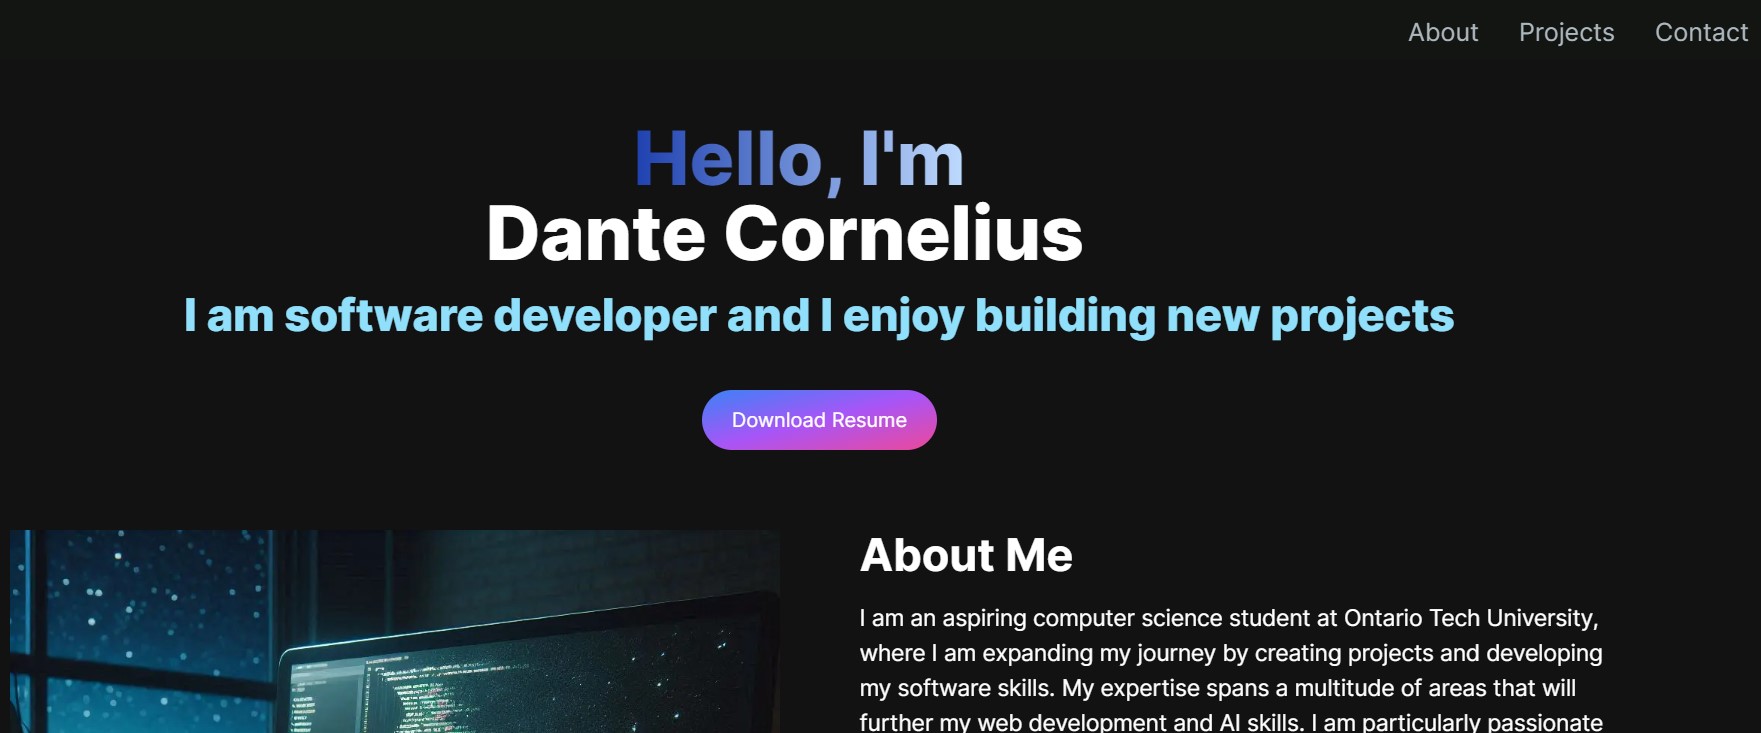 About Projects Contact
Hello, I'm
Dante Cornelius
I am software developer and I enjoy building new projects
Download Resume
About Me
I am an aspiring computer science student at Ontario Tech University,
where I am expanding my journey by creating projects and developing
my software skills. My expertise spans a multitude of areas that will
further my web development and AI skills. I am particularly passionate